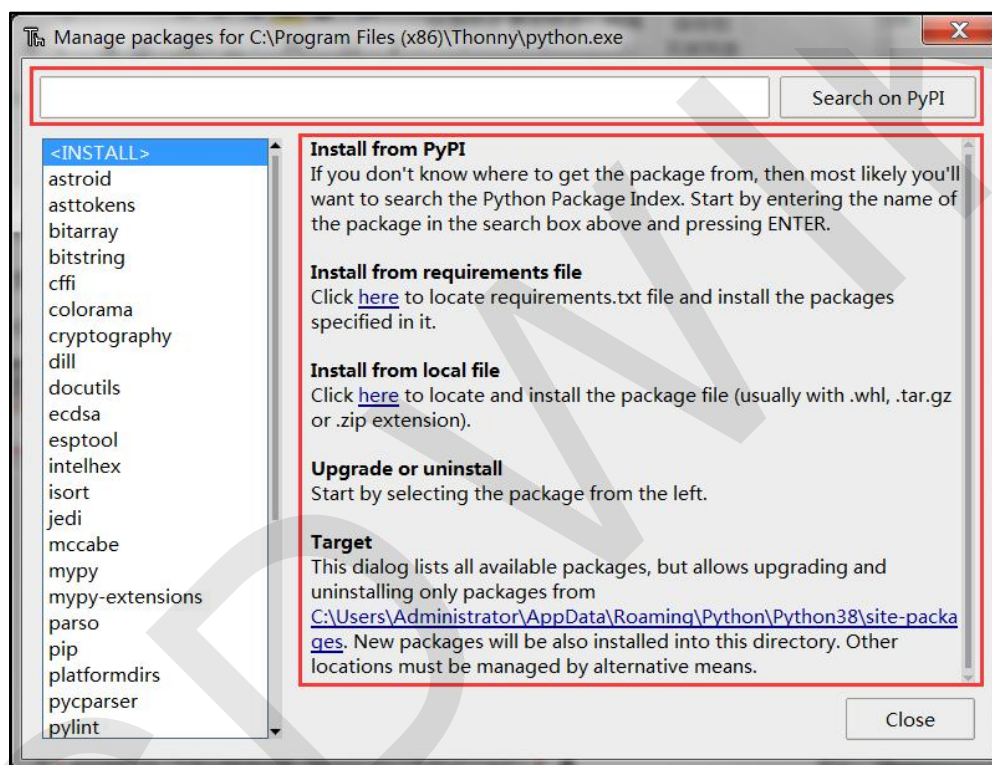 Manage packages for C:\Program Files (x86)\Thonny\python.exe
Search on PyPI
<INSTALL>
astroid
asttokens
bitarray
bitstring
cffi
colorama
cryptography
dill
docutils
ecdsa
esptool
intelhex
isort
jedi
mccabe
mypy
mypy-extensions
parso
pip
platformdirs
pycparser
pylint
Install from PyPI
If you don't know where to get the package from, then most likely you'll
want to search the Python Package Index. Start by entering the name of
the package in the search box above and pressing ENTER.
Install from requirements file
Click here to locate requirements.txt file and install the packages
specified in it.
Install from local file
Click here to locate and install the package file (usually with .whl, .tar.gz
or .zip extension).
Upgrade or uninstall
Start by selecting the package from the left.
Target
This dialog lists all available packages, but allows upgrading and
uninstalling only packages from
C:\Users\Administrator\AppData\Roaming\Python\Python38\site-packa
ges. New packages will be also installed into this directory. Other
locations must be managed by alternative means.
Close